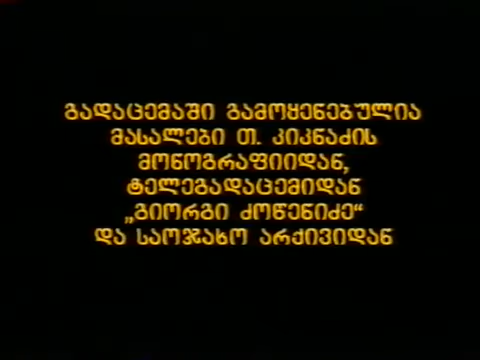 გადაცემაში გამოყენებულია
მასალები თ. კიკნაძის
მონოგრაფიიდან,
ტელეგადაცემიდან
„გიორგი ძოწენიძე“
და საოჯახო არქივიდან